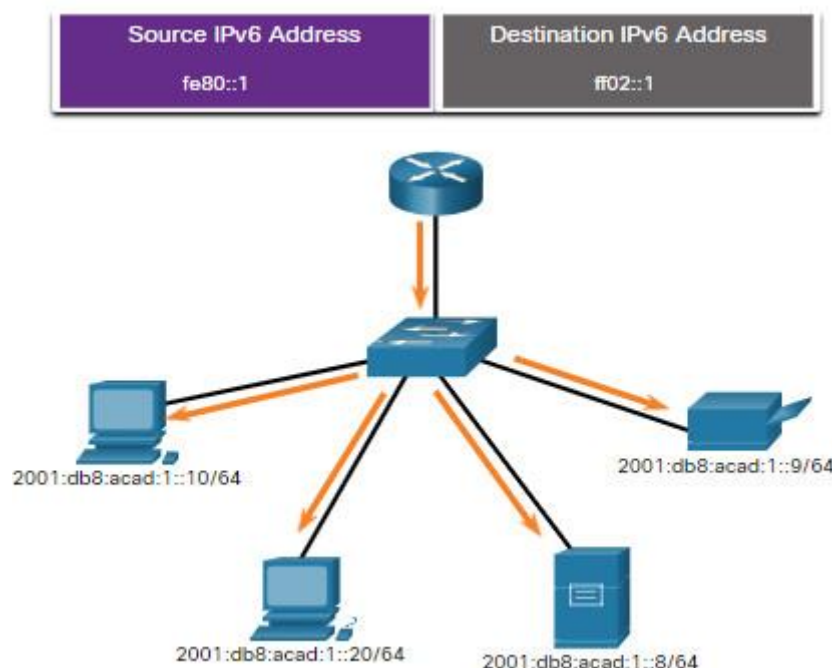 Source IPv6 Address
fe80::1
Destination IPv6 Address
ff02::1
2001:db8:acad:1::10/64
2001:db8:acad:1::9/64
2001:db8:acad:1::20/64
2001:db8:acad:1::8/64